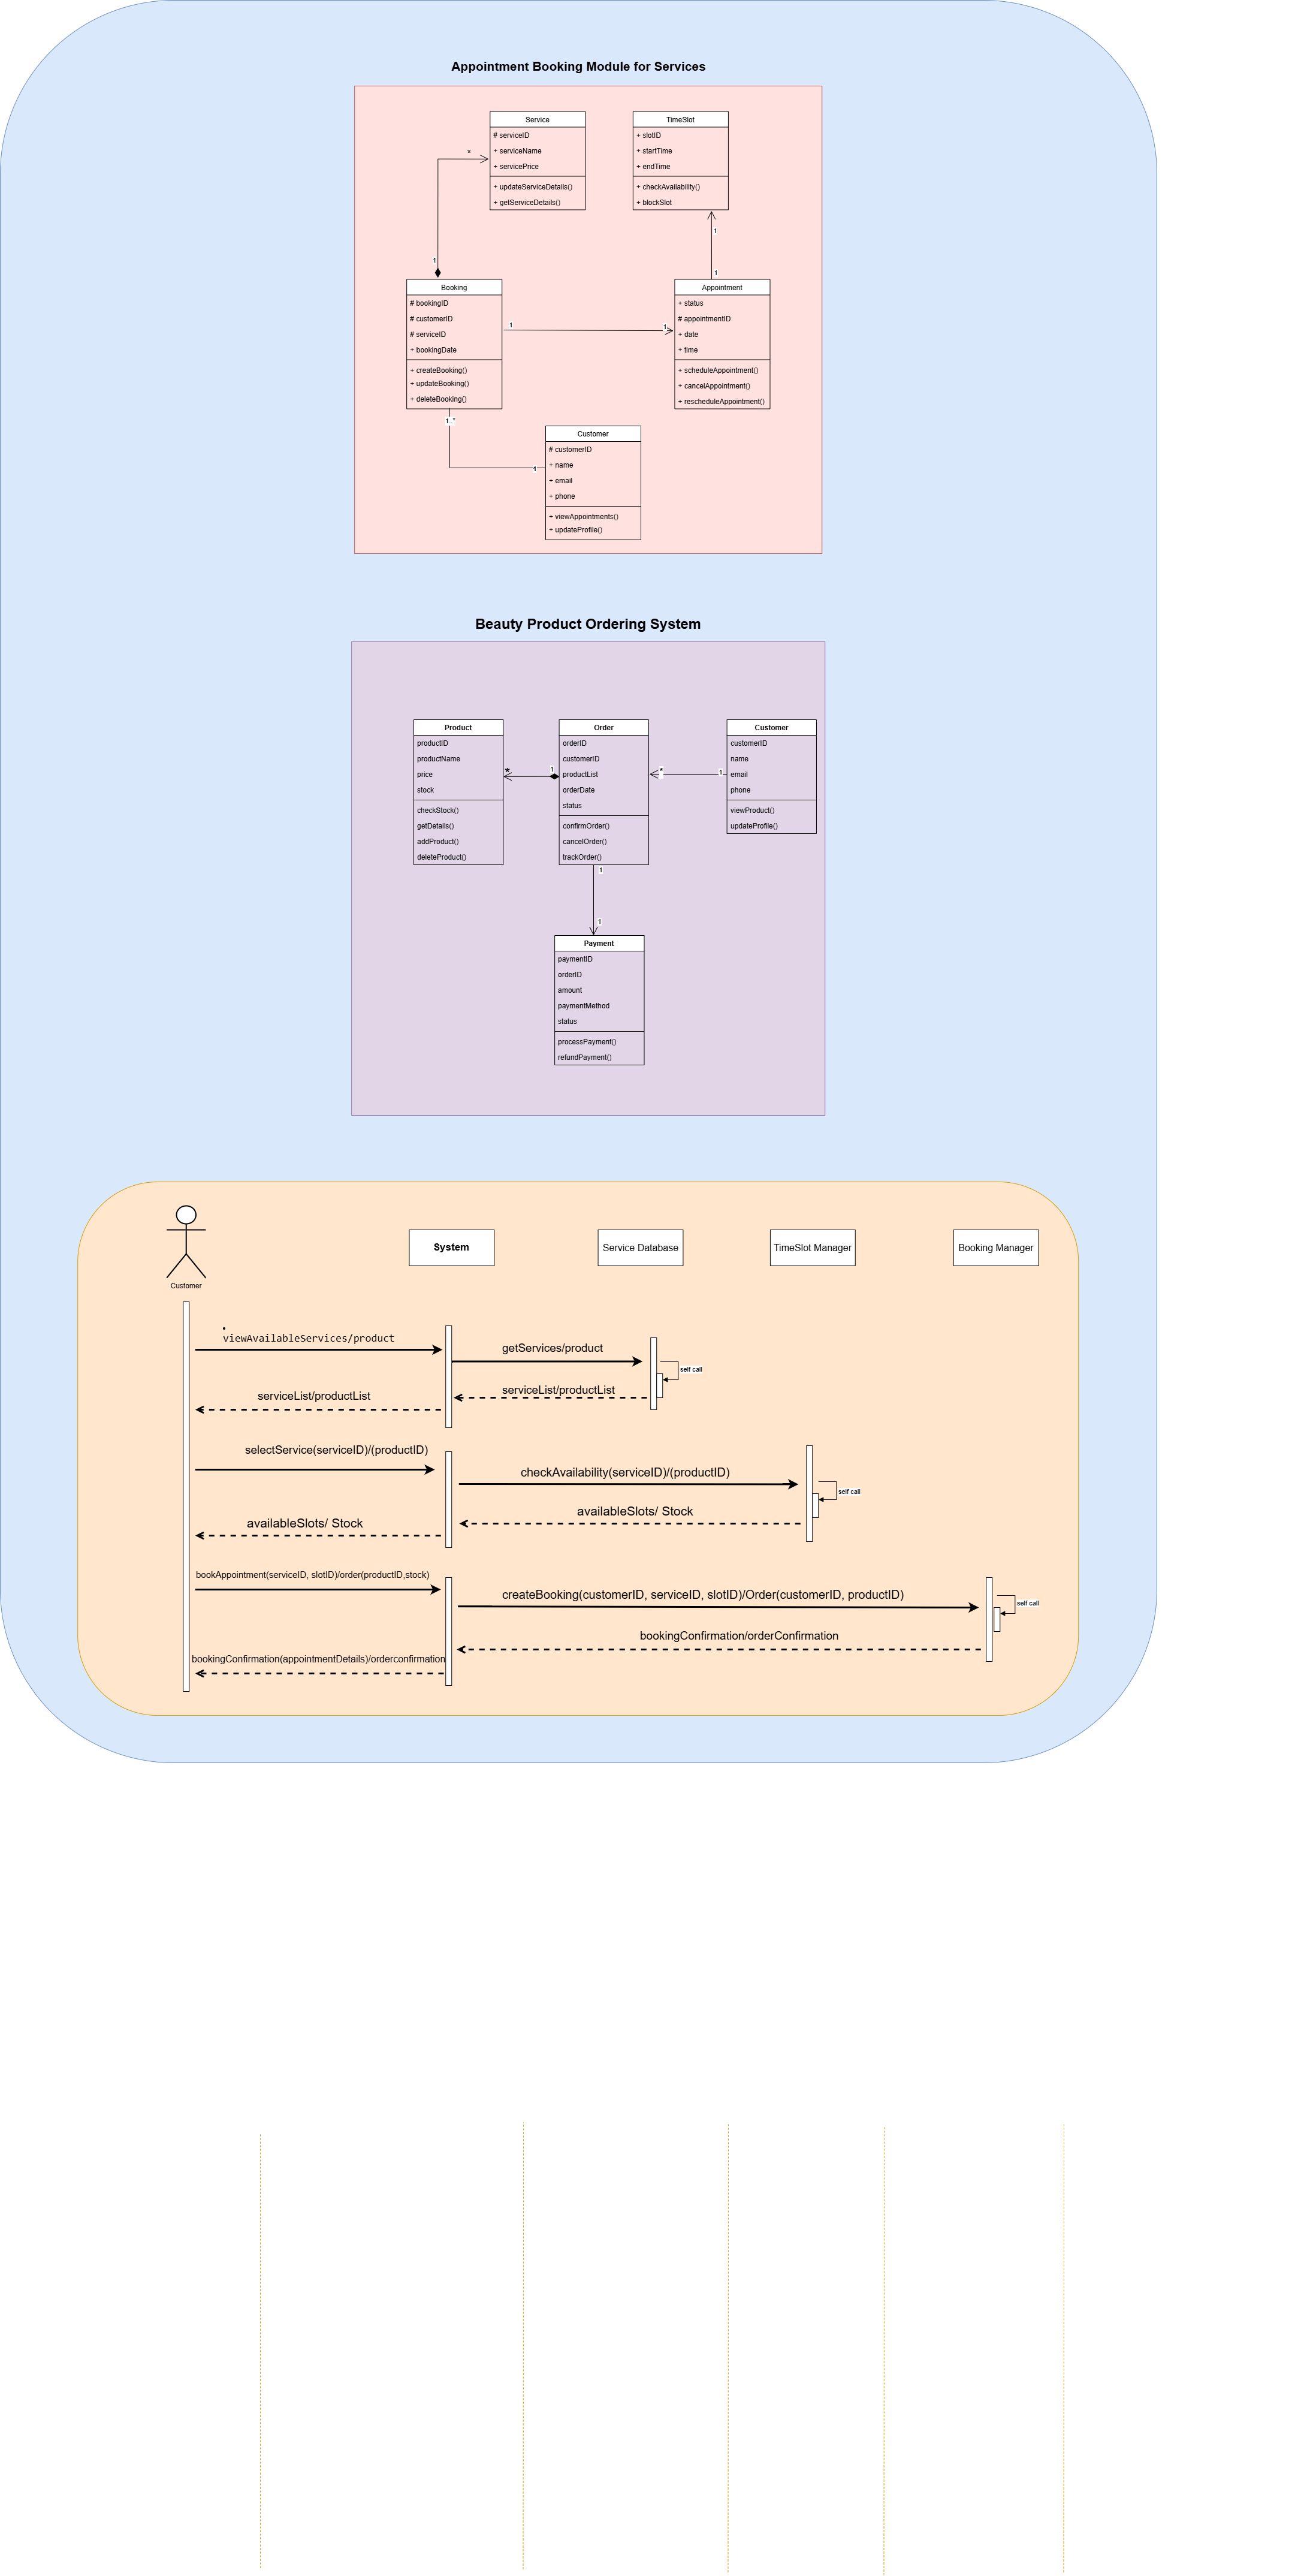 Appointment Booking Module for Services
Service
# serviceID
+ serviceName
+ servicePrice
+ updateServiceDetails()
+ getServiceDetails()
TimeSlot
+ slotID
+ startTime
+ endTime
+ checkAvailability()
+ blockSlot
*
1
1
1
Booking
# bookingID
# customerID
# serviceID
+ bookingDate
+ createBooking()
+ updateBooking()
+ deleteBooking()
1
1
Appointment
+ status
# appointmentID
+ date
+ time
+ scheduleAppointment()
+ cancelAppointment()
+ rescheduleAppointment()
1..*
1
Customer
# customerID
+ name
+ email
+ phone
+ viewAppointments()
+ updateProfile()
Beauty Product Ordering System
Product
productID
productName
price
stock
checkStock()
getDetails()
addProduct()
deleteProduct()
*
1
Order
orderID
customerID
productList
orderDate
status
confirmOrder()
cancelOrder()
trackOrder()
*
1
Customer
customerID
name
email
phone
viewProduct()
updateProfile()
1
1
Payment
paymentID
orderID
amount
paymentMethod
status
processPayment()
refundPayment()
Customer
System
Service Database
TimeSlot Manager
Booking Manager
•
viewAvailableServices/product
getServices/product
self call
serviceList/productList
serviceList/productList
selectService(serviceID)/(productID)
checkAvailability(serviceID)/(productID)
self call
availableSlots/ Stock
availableSlots/ Stock
bookAppointment(serviceID, slotID)/order(productID,stock)
createBooking(customerID, serviceID, slotID)/Order(customerID, productID)
self call
bookingConfirmation/orderConfirmation
bookingConfirmation(appointmentDetails)/orderconfirmation